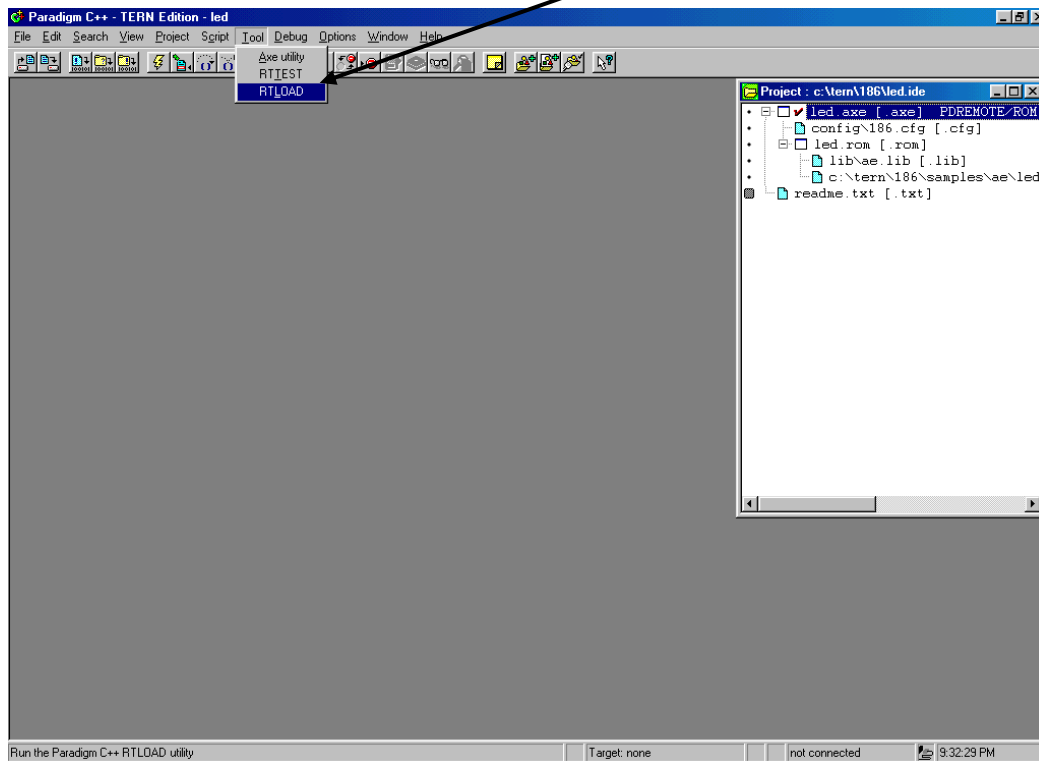 Paradigm C++ - TERN Edition - led
File Edit Search View Project Script Tool Debug Options Window Help
Axe utility
RTTEST
RTLOAD
Project : c:\tern\186\led.ide
led.axe [.axe] PDREMOTE/ROM
config\186.cfg [.cfg]
led.rom [.rom]
lib\ae.lib [.lib]
c:\tern\186\samples\ae\led
readme.txt [.txt]
Run the Paradigm C++ RTLOAD utility
Target: none
not connected
9:32:29 PM